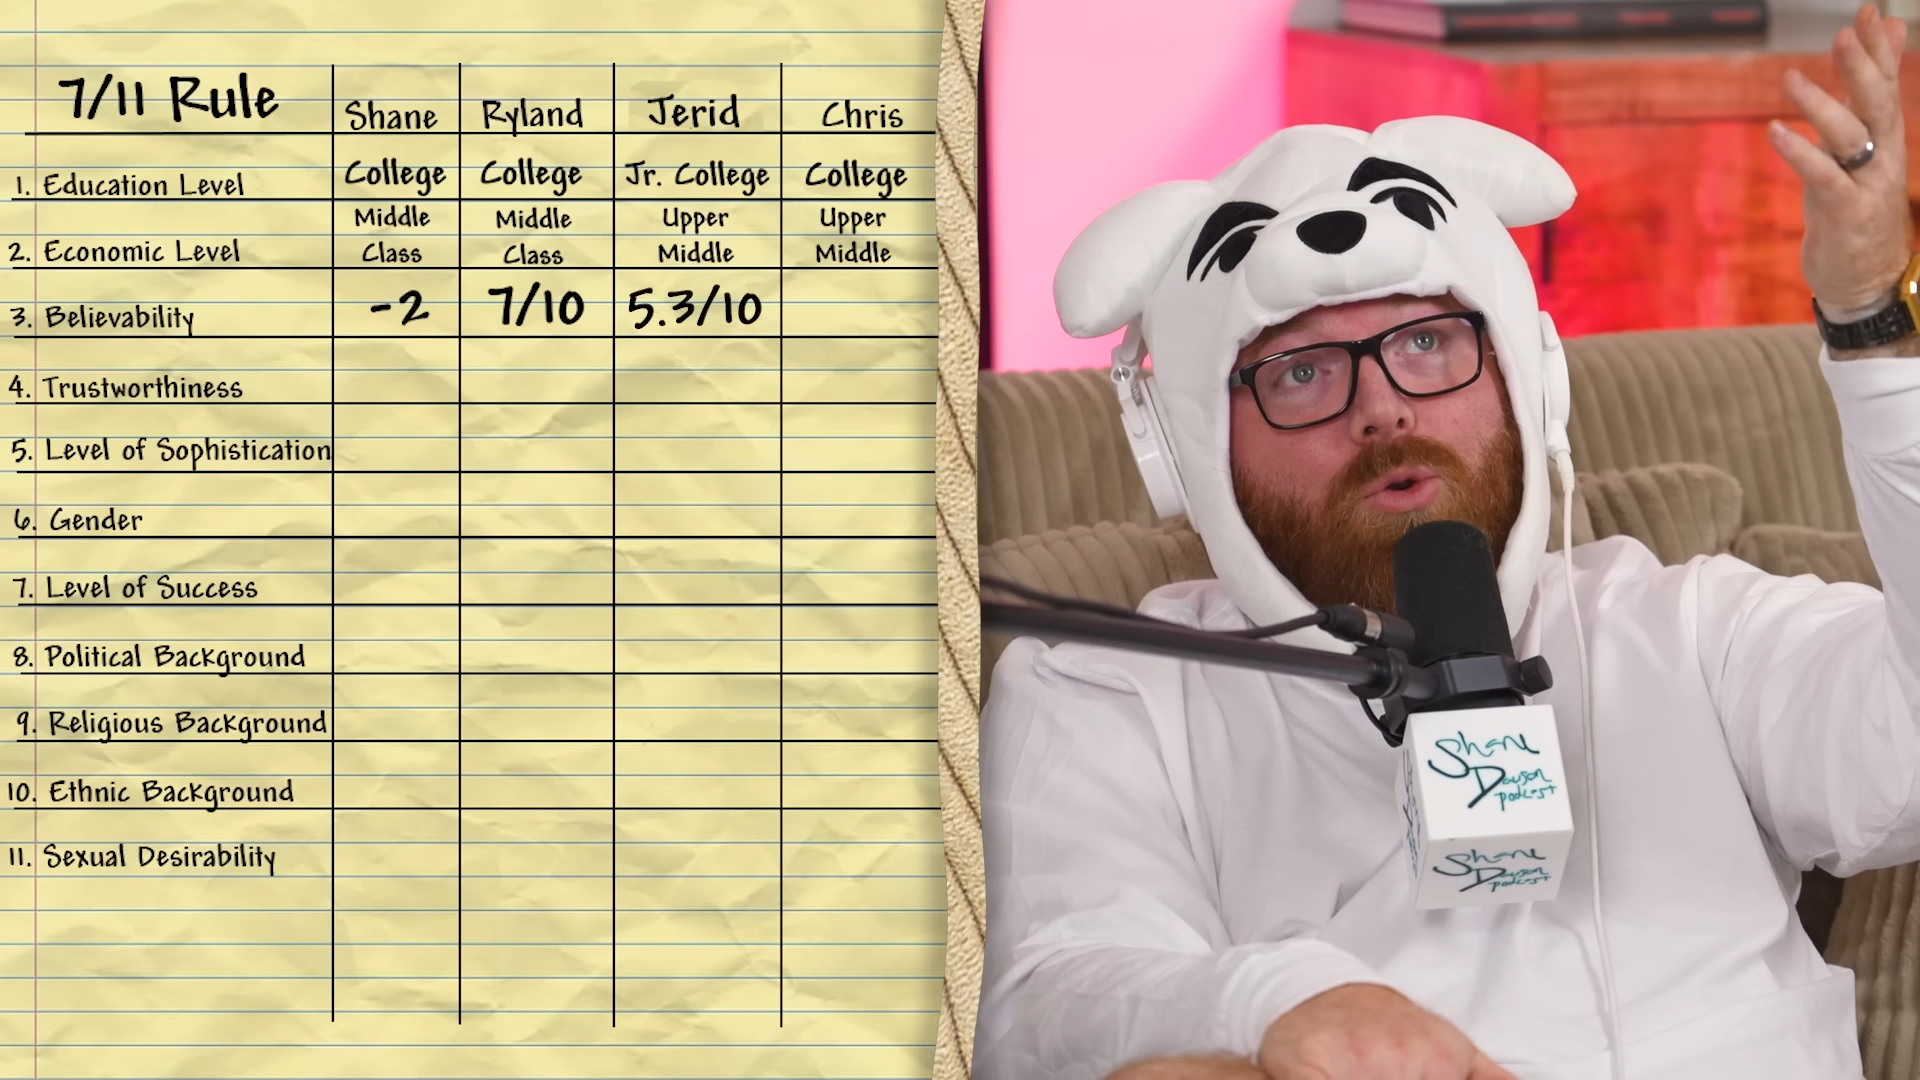 7/11 Rule Shane Ryland Jerid Chris
1. Education Level College College Jr. College College
2. Economic Level Middle Class Middle Class Upper Middle Upper Middle
3. Believability -2 7/10 5.3/10
4. Trustworthiness
5. Level of Sophistication
6. Gender
7. Level of Success
8. Political Background
9. Religious Background
10. Ethnic Background
11. Sexual Desirability
Shane
Dawson
podcast
Shane
Dawson
podcast